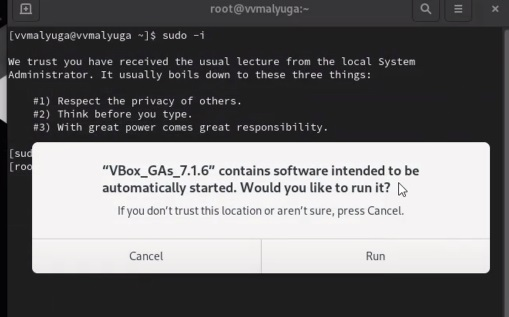 root@vvmalyuga:~
[vvmalyuga@vvmalyuga ~]$ sudo -i
We trust you have received the usual lecture from the local System
Administrator. It usually boils down to these three things:
#1) Respect the privacy of others.
#2) Think before you type.
#3) With great power comes great responsibility.
[sud
[roo
“VBox_GAs_7.1.6” contains software intended to be
automatically started. Would you like to run it?
If you don’t trust this location or aren’t sure, press Cancel.
Cancel Run